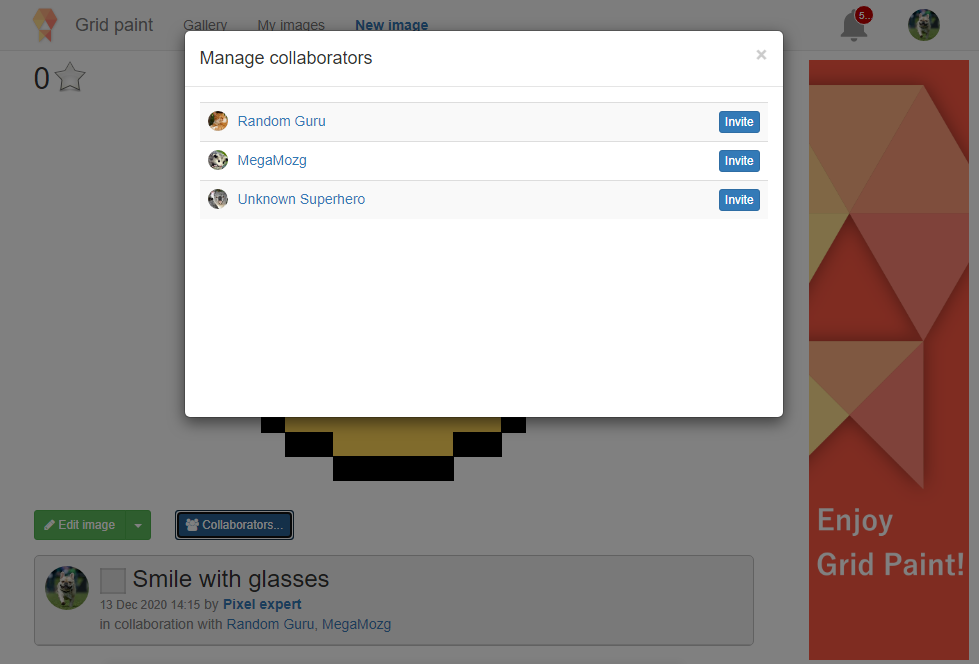 Grid paint Gallery My images New image 5..
0
Manage collaborators ×
Random Guru Invite
MegaMozg Invite
Unknown Superhero Invite
Edit image Collaborators...
Smile with glasses
13 Dec 2020 14:15 by Pixel expert
in collaboration with Random Guru, MegaMozg
Enjoy
Grid Paint!